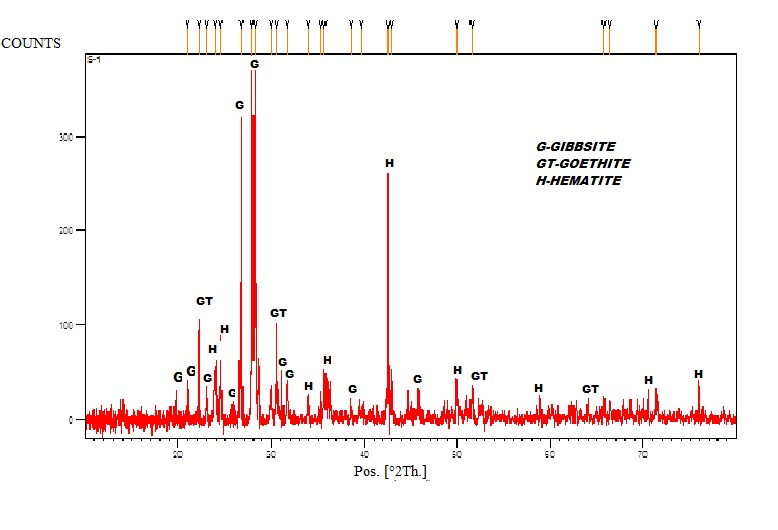 COUNTS
IS-1
G
300
G
G-GIBBSITE
GT-GOETHITE
H-HEMATITE
H
200
GT
GT
100
H
H
G
H
G
G
G
G
G
H
G
G
H
GT
H
GT
H
H
0
20
30
40
50
60
70
Pos. [°2Th.]